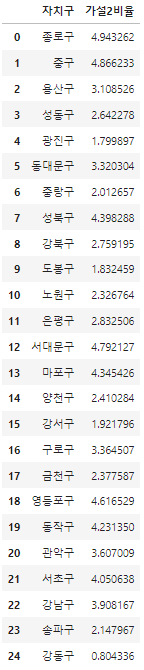 자치구 가설2비율
0 종로구 4.943262
1 중구 4.866233
2 용산구 3.108526
3 성동구 2.642278
4 광진구 1.799897
5 동대문구 3.320304
6 중랑구 2.012657
7 성북구 4.398288
8 강북구 2.759195
9 도봉구 1.832459
10 노원구 2.326764
11 은평구 2.832506
12 서대문구 4.792127
13 마포구 4.345426
14 양천구 2.410284
15 강서구 1.921796
16 구로구 3.364507
17 금천구 2.377587
18 영등포구 4.616529
19 동작구 4.231350
20 관악구 3.607009
21 서초구 4.050638
22 강남구 3.908167
23 송파구 2.147967
24 강동구 0.804336